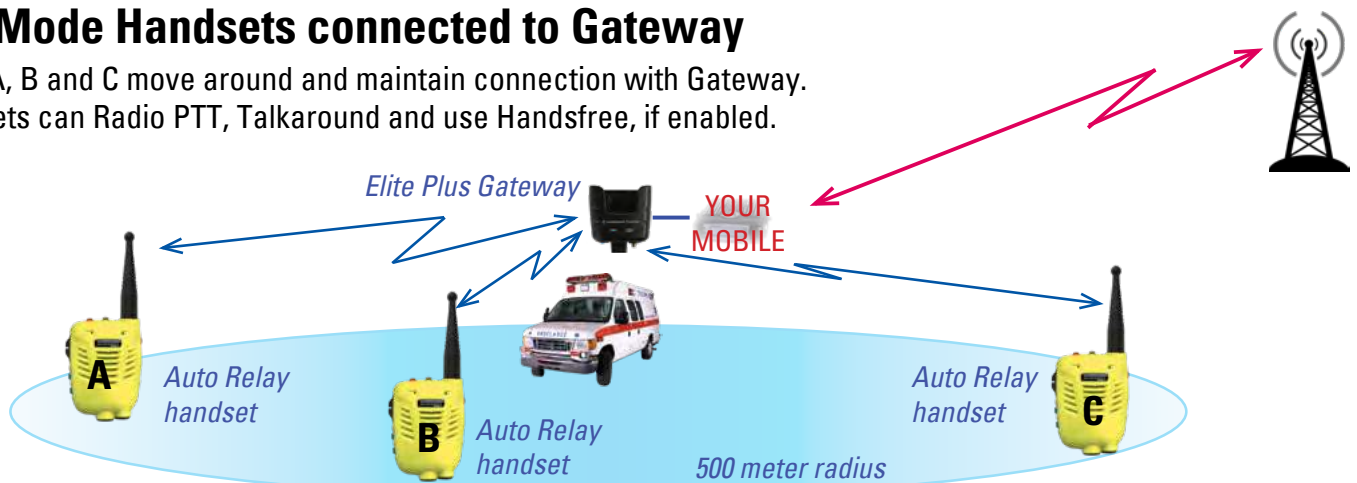 Mode Handsets connected to Gateway
A, B and C move around and maintain connection with Gateway.
ets can Radio PTT, Talkaround and use Handsfree, if enabled.
Elite Plus Gateway
YOUR
MOBILE
A
Auto Relay
handset
B
Auto Relay
handset
Auto Relay
handset
C
500 meter radius